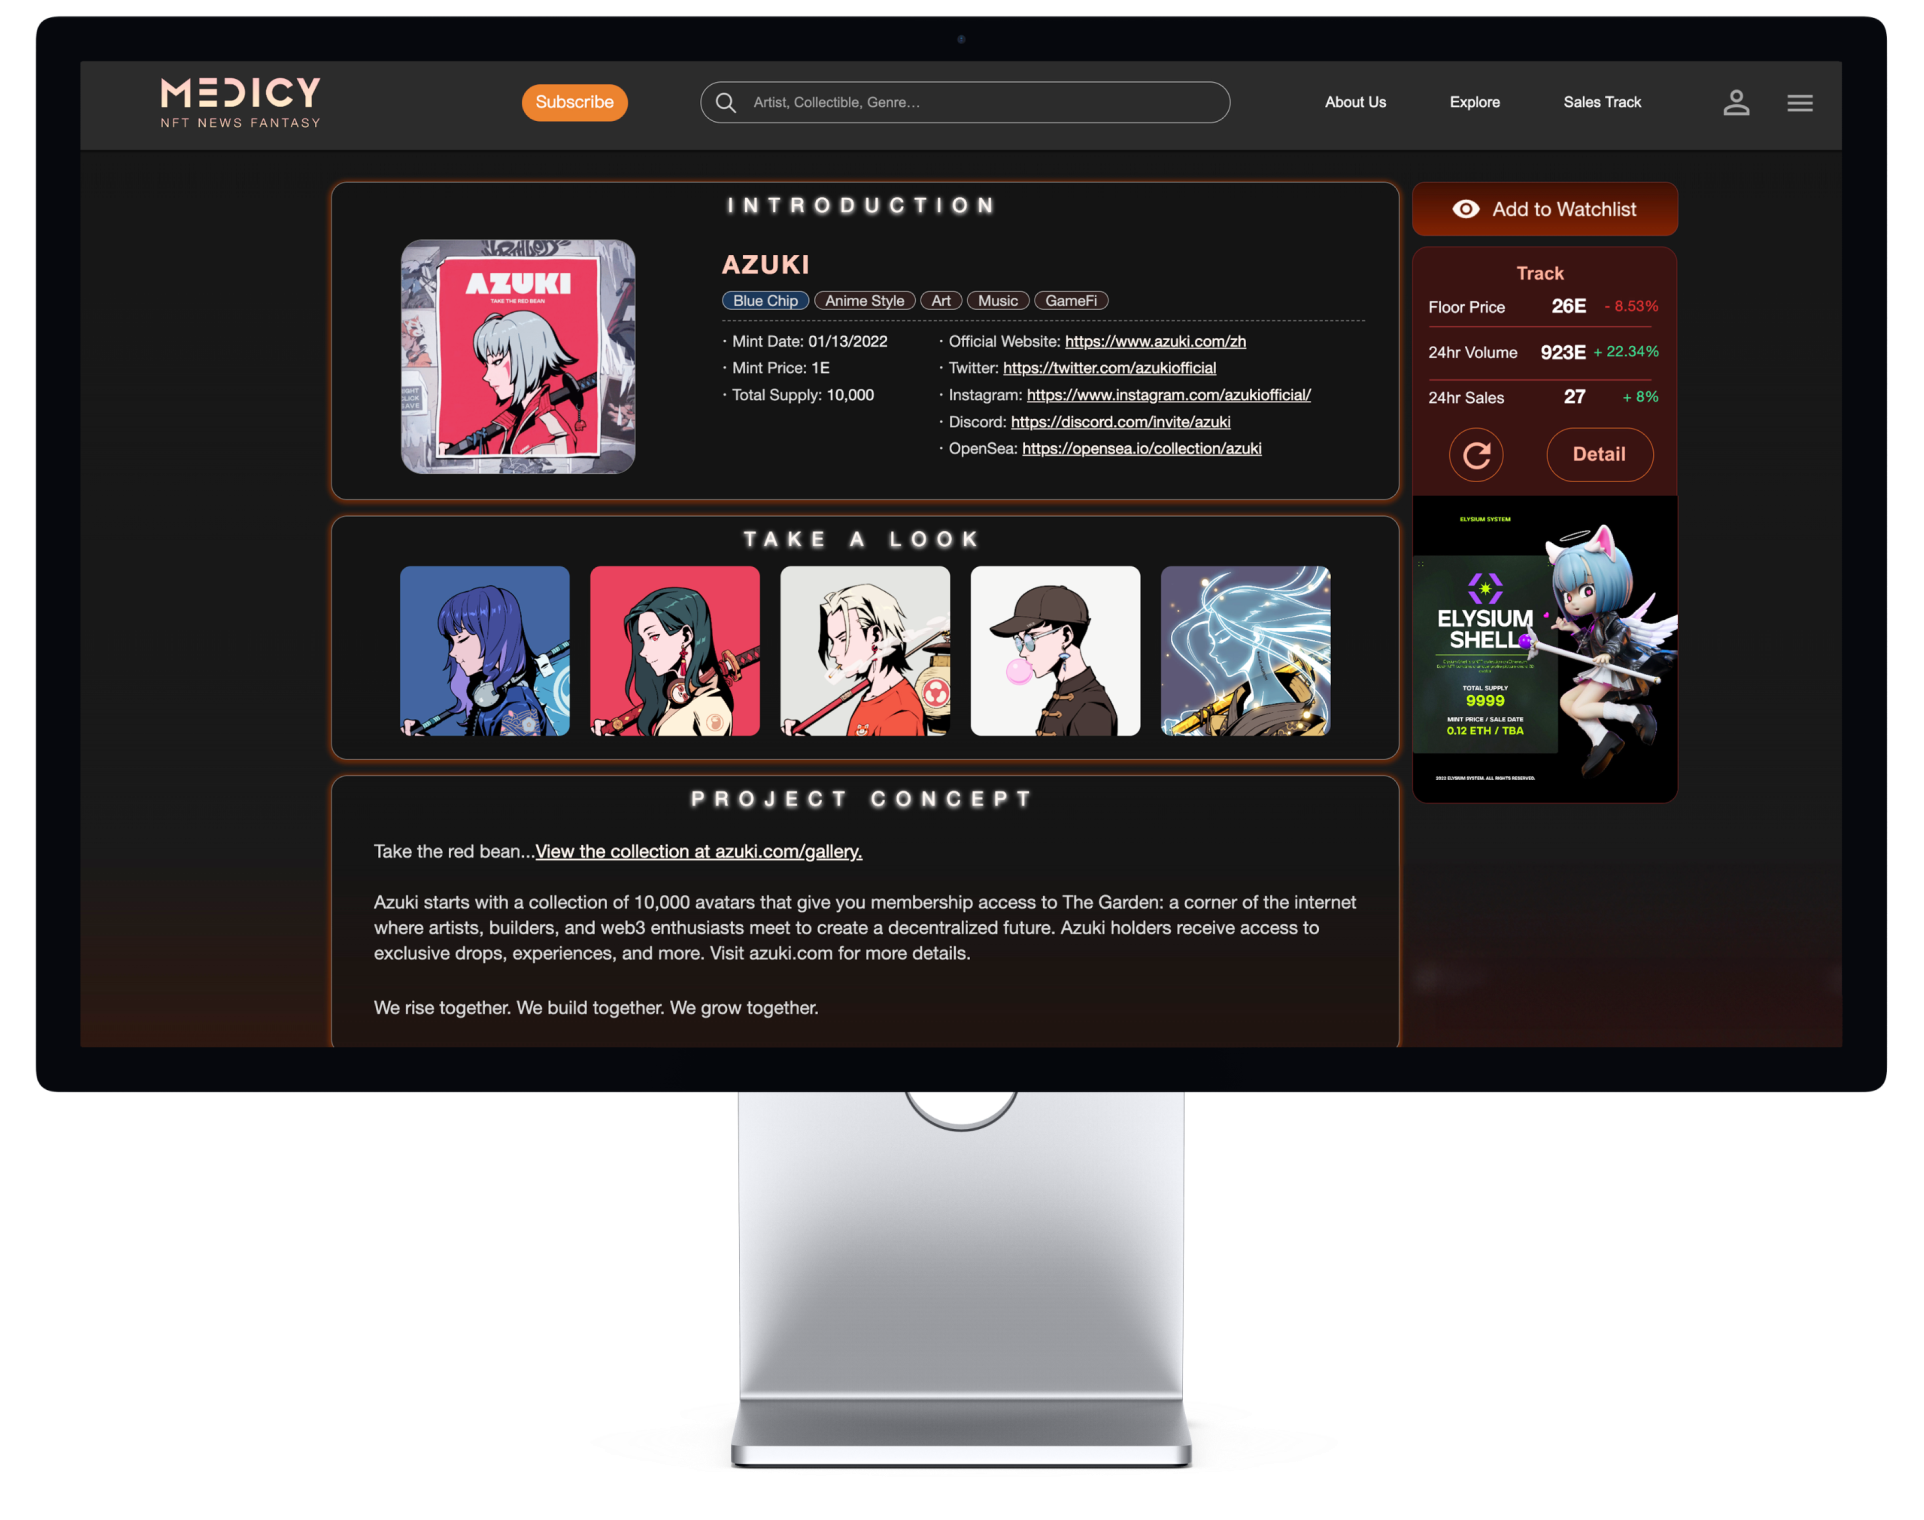 MEDICY
NFT NEWS FANTASY
Subscribe
Artist, Collectible, Genre...
About Us
Explore
Sales Track
INTRODUCTION
AZUKI
TAKE THE RED BEAN
AZUKI
Blue Chip
Anime Style
Art
Music
GameFi
· Mint Date: 01/13/2022
· Mint Price: 1E
· Total Supply: 10,000
· Official Website: https://www.azuki.com/zh
· Twitter: https://twitter.com/azukiofficial
· Instagram: https://www.instagram.com/azukiofficial/
· Discord: https://discord.com/invite/azuki
· OpenSea: https://opensea.io/collection/azuki
Add to Watchlist
Track
Floor Price 26E - 8.53%
24hr Volume 923E + 22.34%
24hr Sales 27 + 8%
Detail
ELYSIUM SYSTEM
ELYSIUM
SHELL
TOTAL SUPPLY
9999
MINT PRICE / SALE DATE
0.12 ETH / TBA
ELYSIUM SYSTEM. ALL RIGHTS RESERVED.
TAKE A LOOK
PROJECT CONCEPT
Take the red bean...View the collection at azuki.com/gallery.
Azuki starts with a collection of 10,000 avatars that give you membership access to The Garden: a corner of the internet
where artists, builders, and web3 enthusiasts meet to create a decentralized future. Azuki holders receive access to
exclusive drops, experiences, and more. Visit azuki.com for more details.
We rise together. We build together. We grow together.